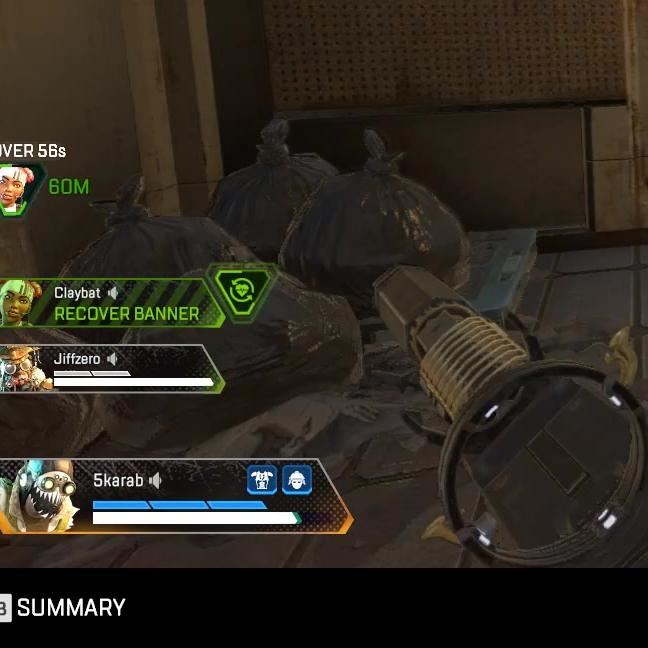 OVER 56s
60M
Claybat
RECOVER BANNER
Jiffzero
5karab
SUMMARY